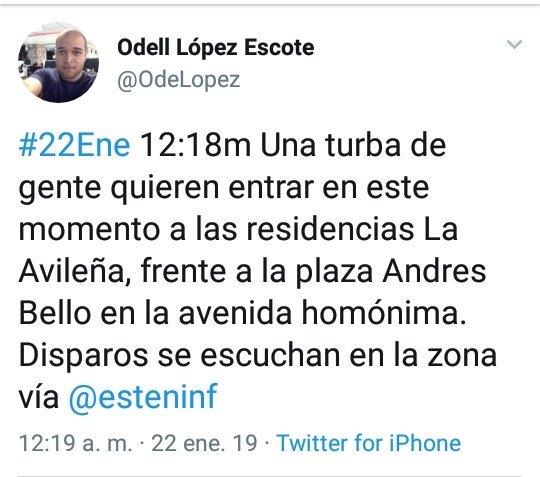 Odell López Escote
@OdeLopez
#22Ene 12:18m Una turba de
gente quieren entrar en este
momento a las residencias La
Avileña, frente a la plaza Andres
Bello en la avenida homónima.
Disparos se escuchan en la zona
vía @esteninf
12:19 a. m. · 22 ene. 19 · Twitter for iPhone